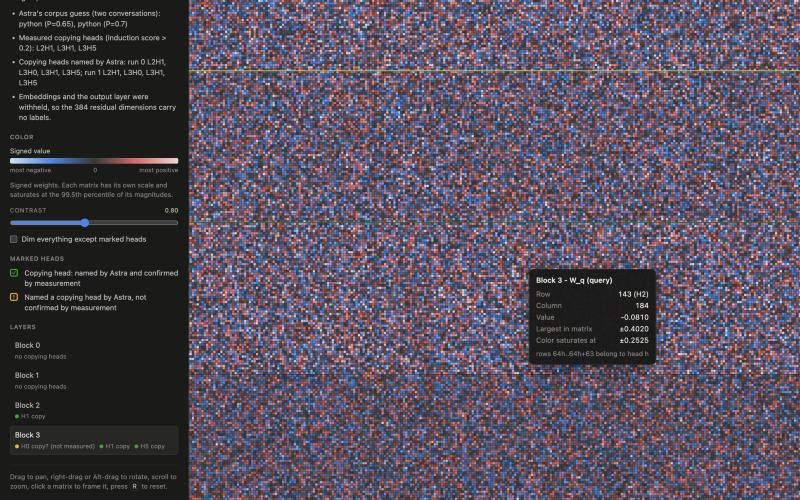 • Astra's corpus guess (two conversations):
python (P=0.65), python (P=0.7)
• Measured copying heads (induction score >
0.2): L2H1, L3H1, L3H5
• Copying heads named by Astra: run 0 L2H1,
L3H0, L3H1, L3H5; run 1 L2H1, L3H0, L3H1,
L3H5
• Embeddings and the output layer were
withheld, so the 384 residual dimensions carry
no labels.
COLOR
Signed value
most negative 0 most positive
Signed weights. Each matrix has its own scale and
saturates at the 99.5th percentile of its magnitudes.
CONTRAST 0.80
Dim everything except marked heads
MARKED HEADS
Copying head: named by Astra and confirmed
by measurement
Named a copying head by Astra, not
confirmed by measurement
LAYERS
Block 0
no copying heads
Block 1
no copying heads
Block 2
H1 copy
Block 3
H0 copy? (not measured) H1 copy H5 copy
Drag to pan, right-drag or Alt-drag to rotate, scroll to
zoom, click a matrix to frame it, press R to reset.
Block 3 - W_q (query)
Row 143 (H2)
Column 184
Value -0.0810
Largest in matrix ±0.4020
Color saturates at ±0.2525
rows 64h..64h+63 belong to head h